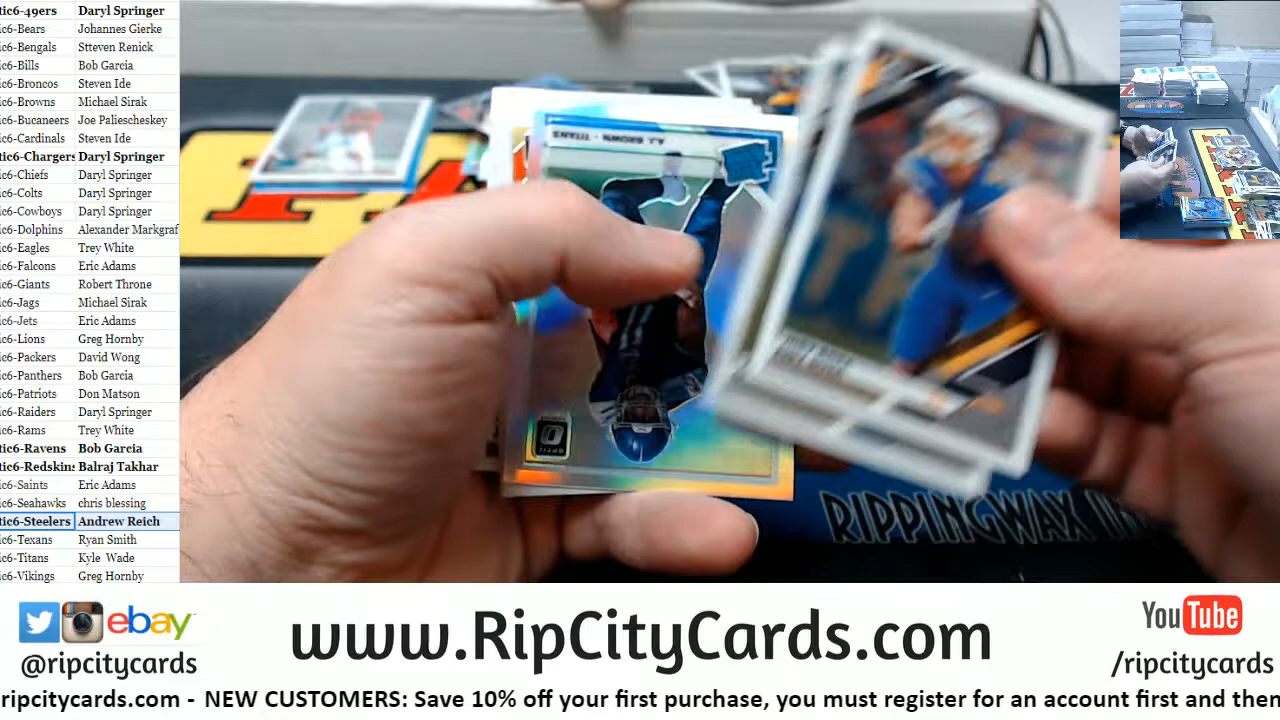 tic6-49ers Daryl Springer
ic6-Bears Johannes Gierke
ic6-Bengals Stteven Renick
ic6-Bills Bob Garcia
ic6-Broncos Steven Ide
ic6-Browns Michael Sirak
ic6-Bucaneers Joe Paliescheskey
ic6-Cardinals Steven Ide
tic6-Chargers Daryl Springer
ic6-Chiefs Daryl Springer
ic6-Colts Daryl Springer
ic6-Cowboys Daryl Springer
ic6-Dolphins Alexander Markgraf
ic6-Eagles Trey White
ic6-Falcons Eric Adams
ic6-Giants Robert Throne
ic6-Jags Michael Sirak
ic6-Jets Eric Adams
ic6-Lions Greg Hornby
ic6-Packers David Wong
ic6-Panthers Bob Garcia
ic6-Patriots Don Matson
ic6-Raiders Daryl Springer
ic6-Rams Trey White
tic6-Ravens Bob Garcia
tic6-Redskins Balraj Takhar
ic6-Saints Eric Adams
ic6-Seahawks chris blessing
tic6-Steelers Andrew Reich
ic6-Texans Ryan Smith
ic6-Titans Kyle Wade
ic6-Vikings Greg Hornby
A.J. BROWN - TITANS
OPTIC
RIPPINGWAX
ebay
@ripcitycards
www.RipCityCards.com
YouTube
/ripcitycards
ripcitycards.com - NEW CUSTOMERS: Save 10% off your first purchase, you must register for an account first and then